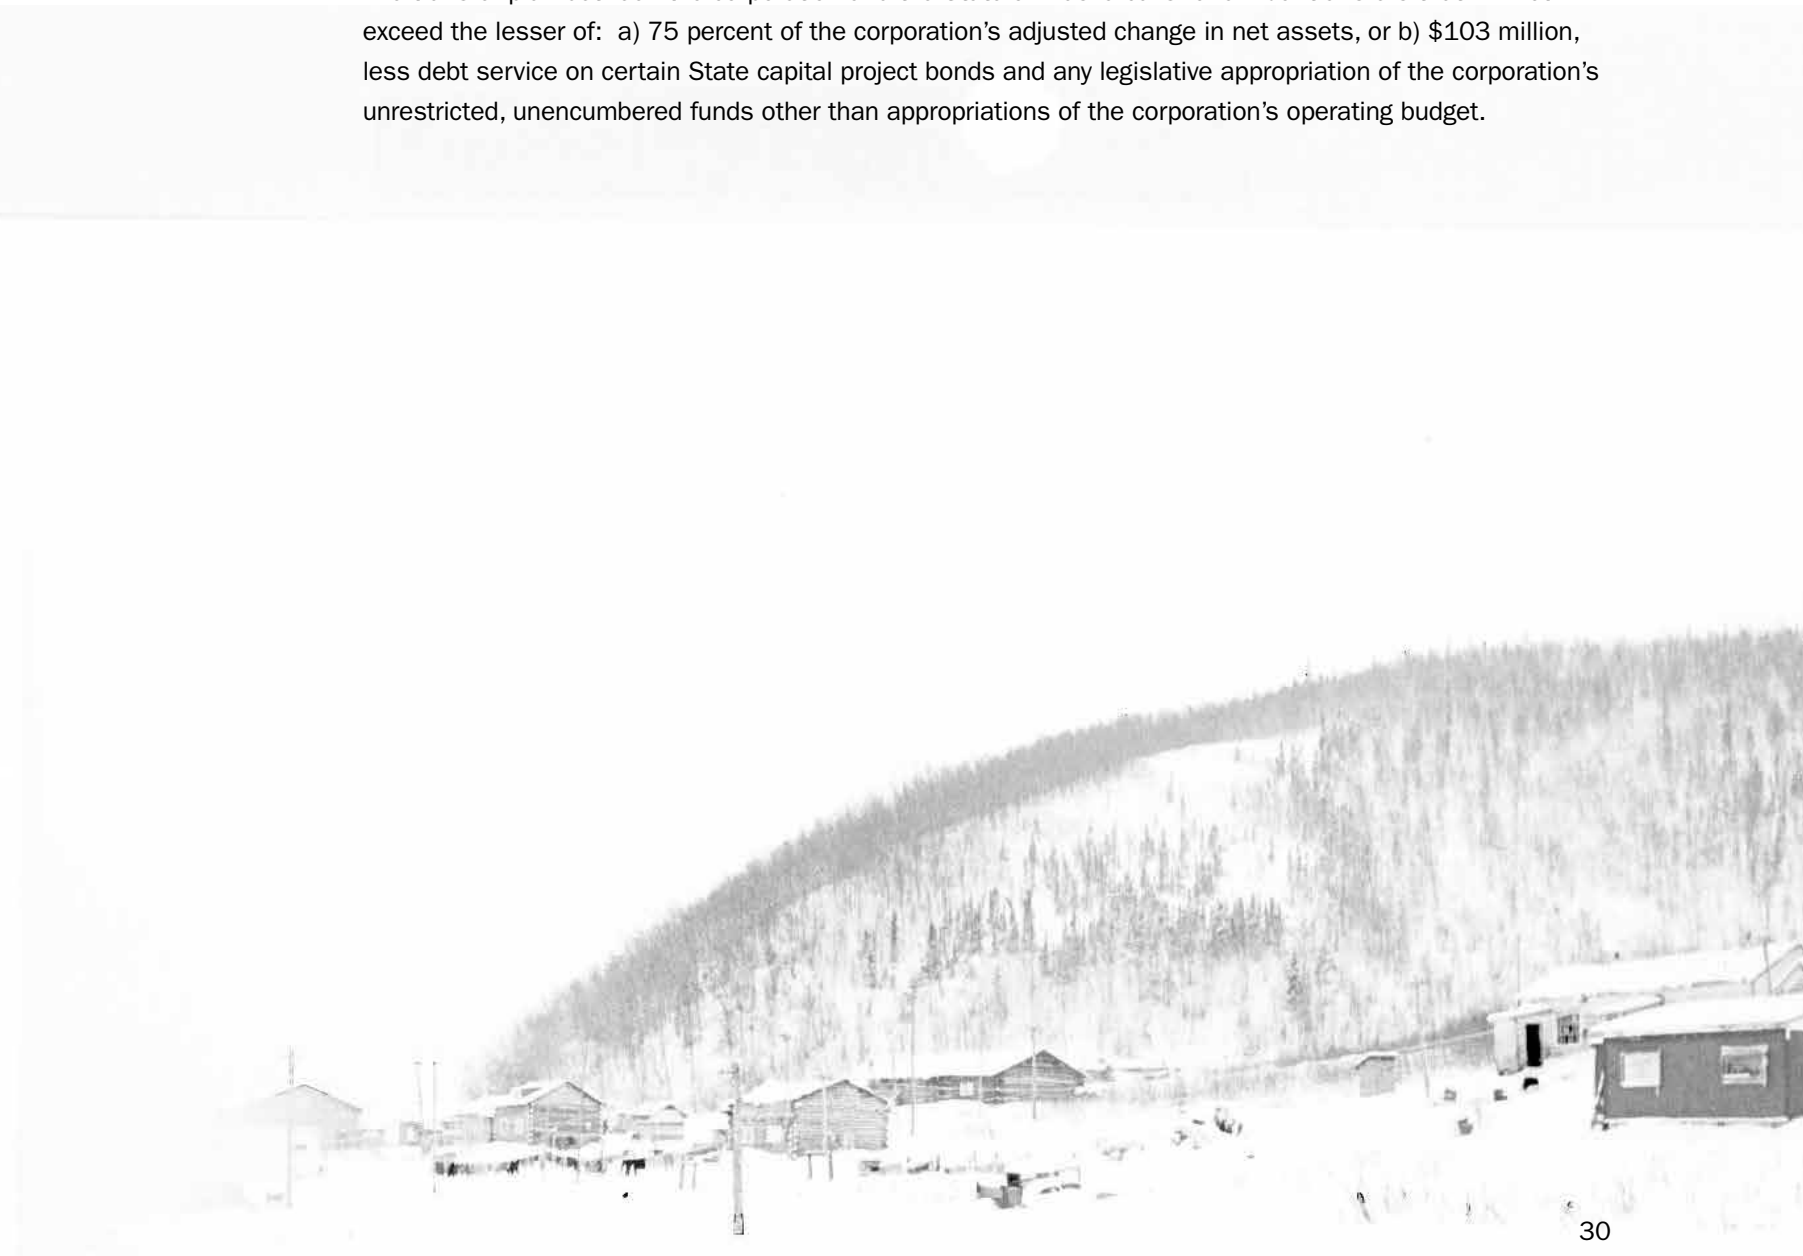 exceed the lesser of:  a) 75 percent of the corporation’s adjusted change in net assets, or b) $103 million,
less debt service on certain State capital project bonds and any legislative appropriation of the corporation’s
unrestricted, unencumbered funds other than appropriations of the corporation’s operating budget.
30